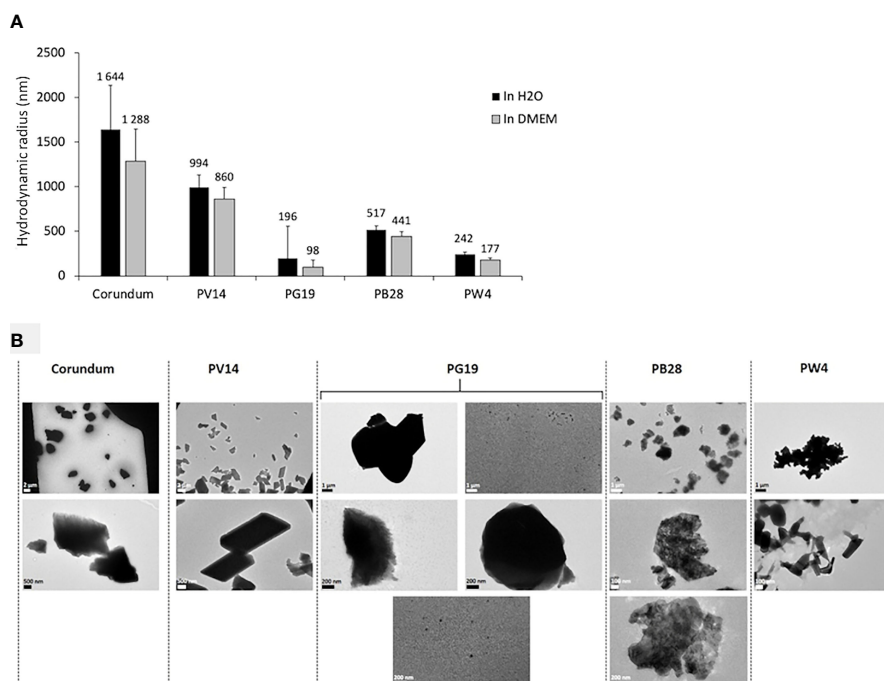 A
Hydrodynamic radius (nm)
2500
2000
1500
1000
500
0
1 644
1 288
994
860
196
98
517
441
242
177
In H2O
In DMEM
Corundum PV14 PG19 PB28 PW4
B
Corundum PV14 PG19 PB28 PW4
2 µm
1 µm
1 µm
1 µm
500 nm
200 nm
200 nm
200 nm